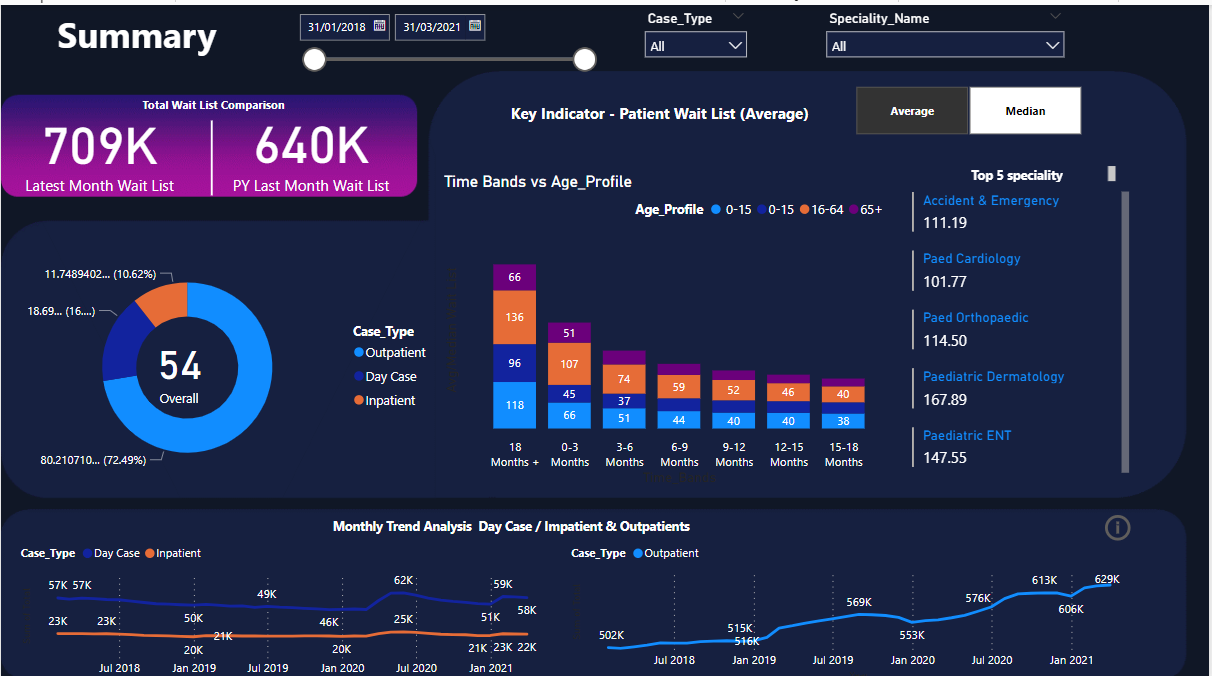 Summary
31/01/2018
31/03/2021
Case_Type
All
Speciality_Name
All
Total Wait List Comparison
709K
Latest Month Wait List
640K
PY Last Month Wait List
Key Indicator - Patient Wait List (Average)
Average
Median
Time Bands vs Age_Profile
Age_Profile 0-15 0-15 16-64 65+
66
136
96
118
51
107
45
66
74
37
51
59
44
52
40
46
40
40
38
18
Months +
0-3
Months
3-6
Months
6-9
Months
9-12
Months
12-15
Months
15-18
Months
Top 5 speciality
Accident & Emergency
111.19
Paed Cardiology
101.77
Paed Orthopaedic
114.50
Paediatric Dermatology
167.89
Paediatric ENT
147.55
11.7489402... (10.62%)
18.69... (16....)
54
Overall
80.210710... (72.49%)
Case_Type
Outpatient
Day Case
Inpatient
Monthly Trend Analysis Day Case / Impatient & Outpatients
Case_Type Day Case Inpatient
57K 57K 50K 49K 46K 62K 59K 51K 58K
23K 23K 20K 21K 20K 25K 21K 23K 22K
Jul 2018 Jan 2019 Jul 2019 Jan 2020 Jul 2020 Jan 2021
Case_Type Outpatient
502K 515K 516K 569K 553K 576K 613K 606K 629K
Jul 2018 Jan 2019 Jul 2019 Jan 2020 Jul 2020 Jan 2021